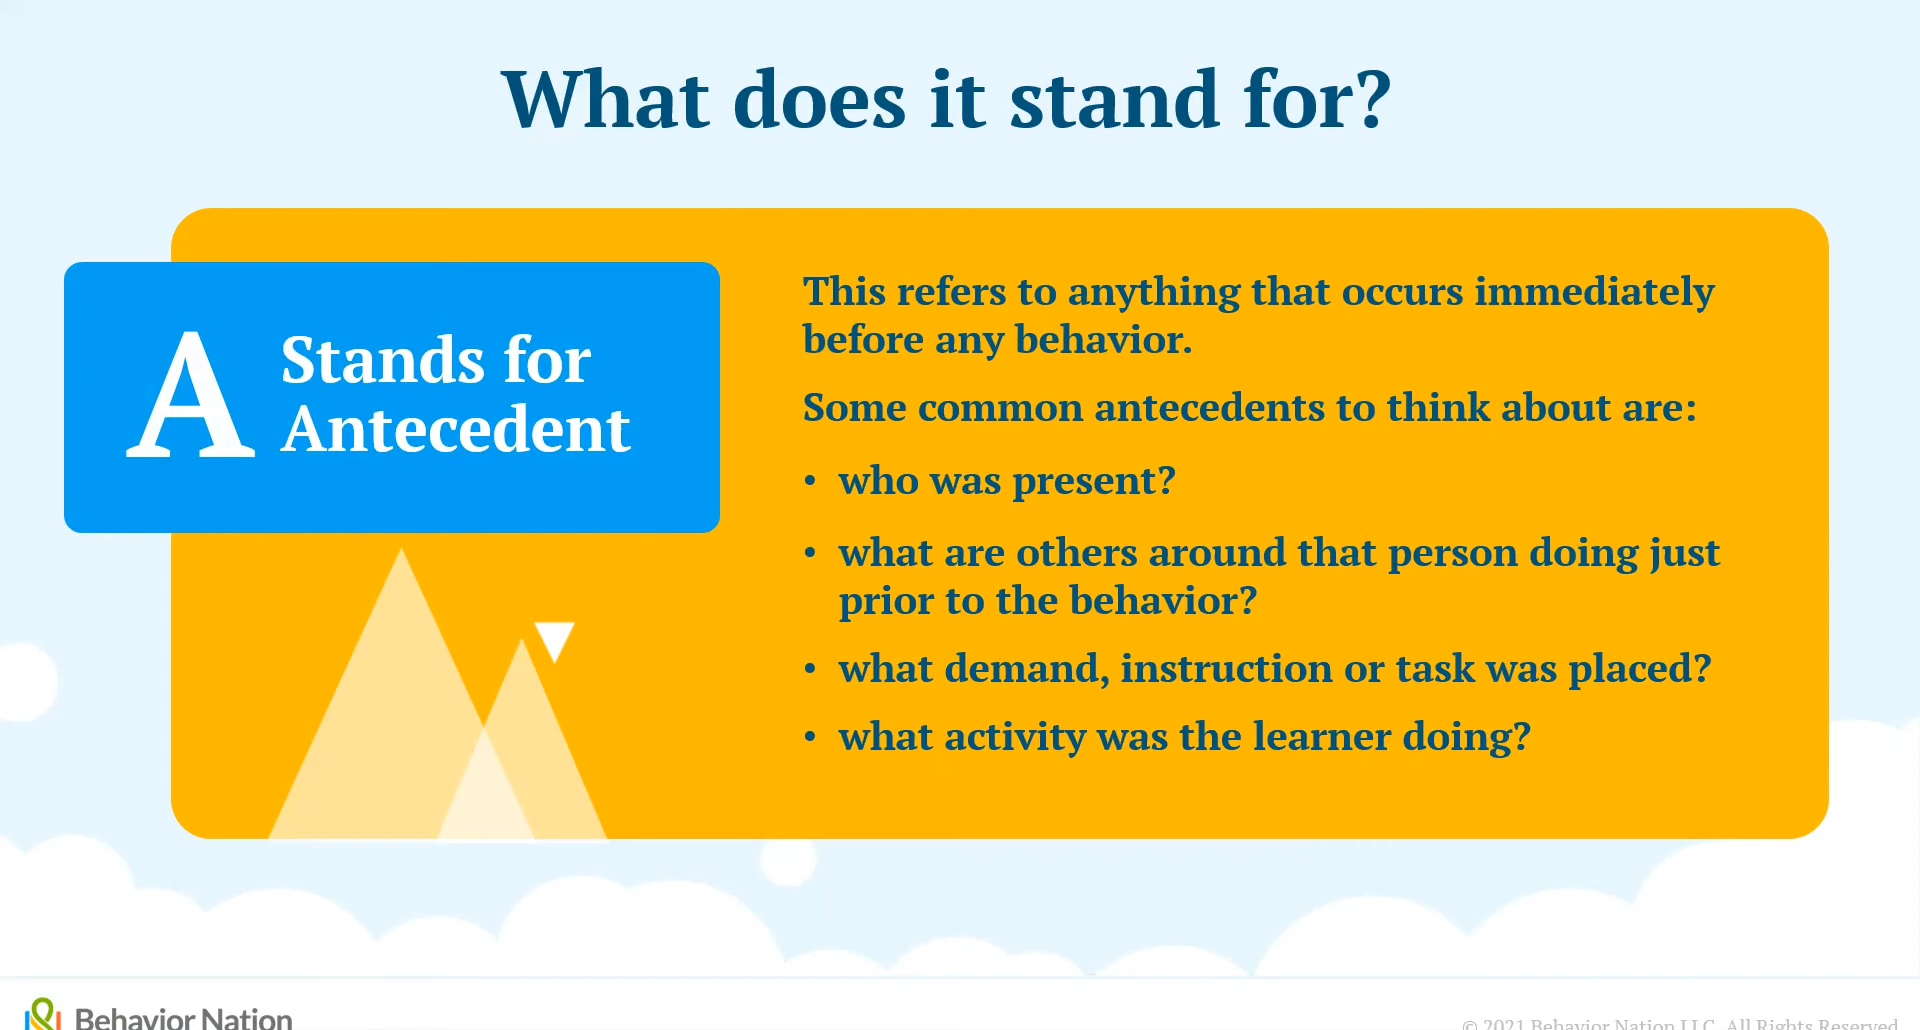 What does it stand for?
A
Stands for
Antecedent
This refers to anything that occurs immediately
before any behavior.
Some common antecedents to think about are:
• who was present?
• what are others around that person doing just
prior to the behavior?
• what demand, instruction or task was placed?
• what activity was the learner doing?
Behavior Nation
© 2021 Behavior Nation LLC. All Rights Reserved